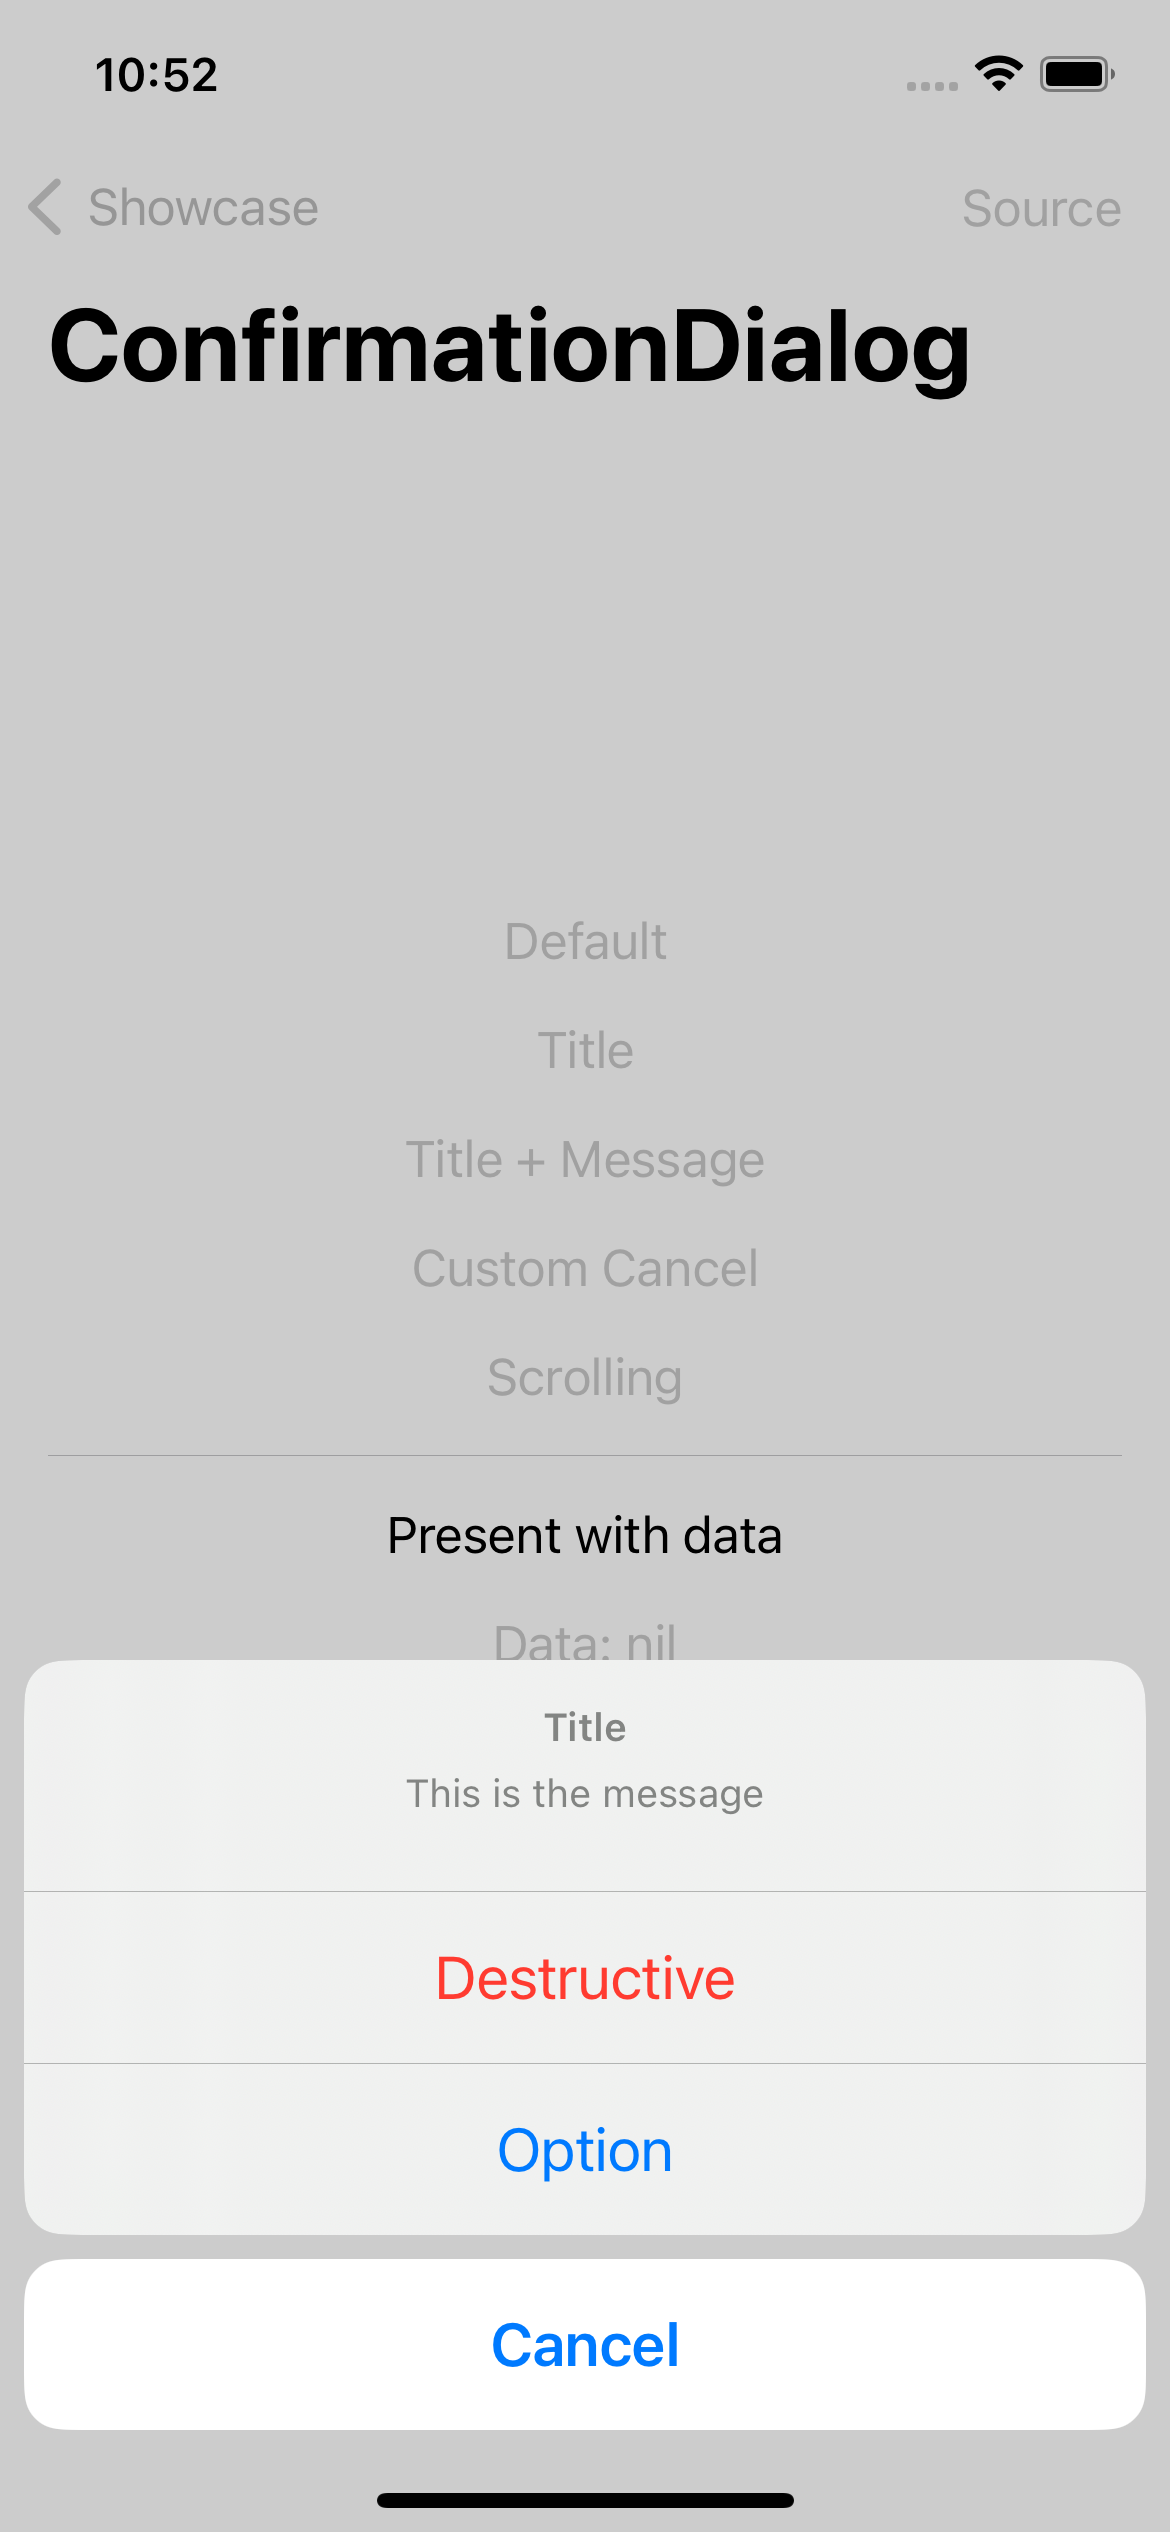 10:52
Showcase
Source
ConfirmationDialog
Default
Title
Title + Message
Custom Cancel
Scrolling
Present with data
Data: nil
Title
This is the message
Destructive
Option
Cancel